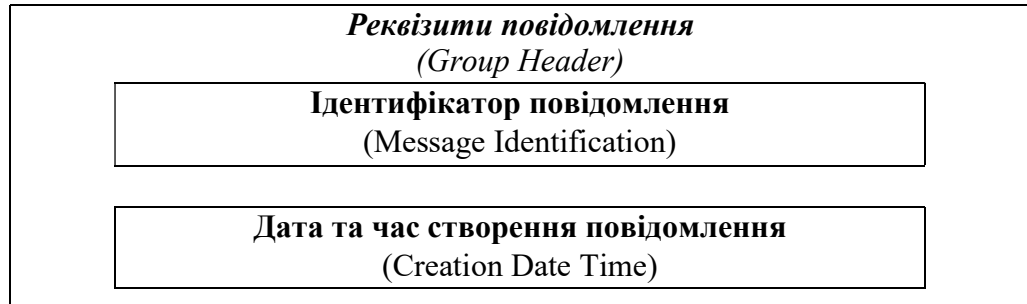 Реквізити повідомлення
(Group Header)
Ідентифікатор повідомлення
(Message Identification)
Дата та час створення повідомлення
(Creation Date Time)